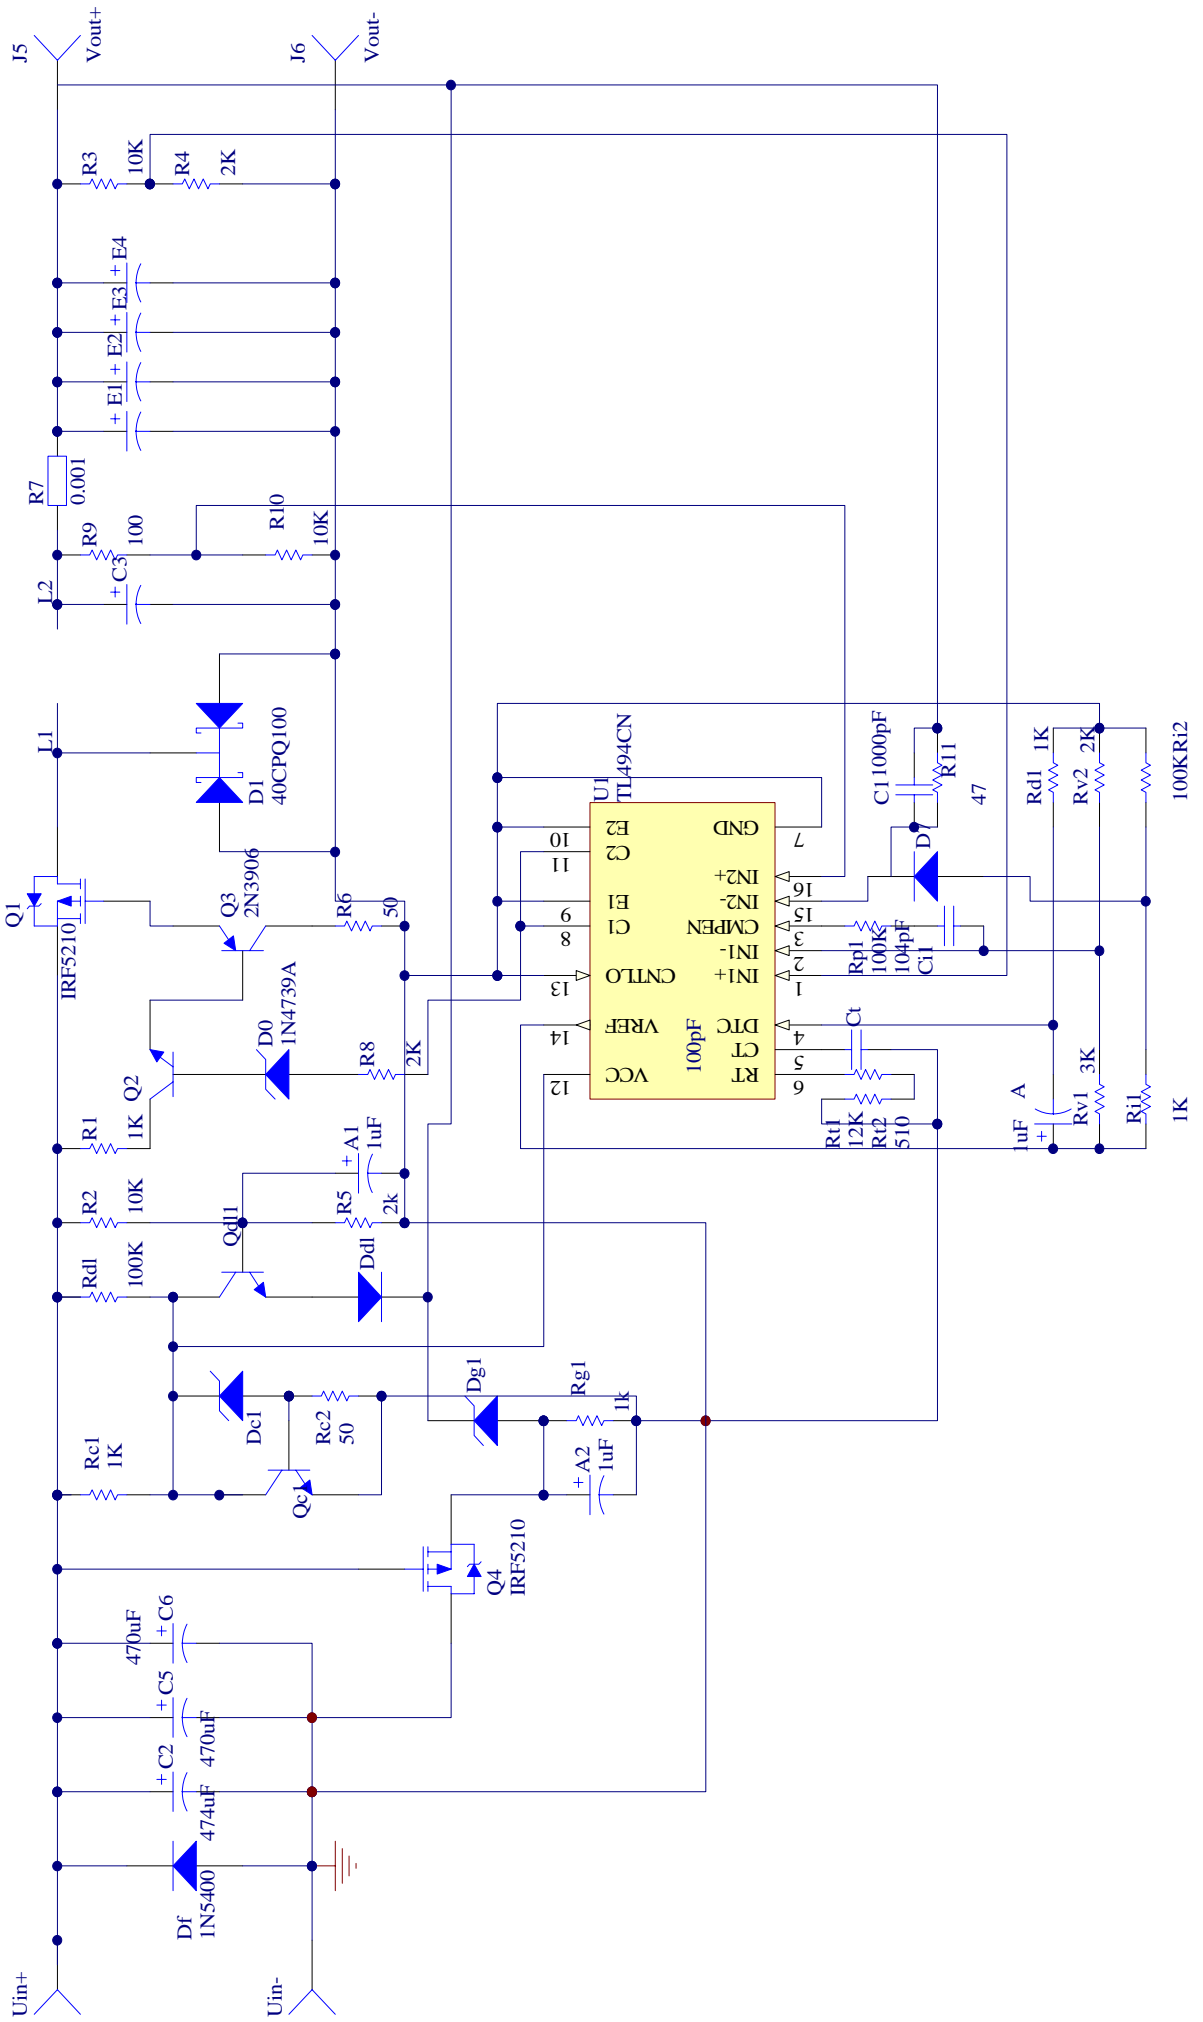 J5
Vout+
J6
Vout-
R3
10K
R4
2K
+ E4
+ E3
+ E2
+ E1
R7
0.001
R9
100
R10
10K
L2
+ C3
L1
D1
40CPQ100
Q1
IRF5210
Q3
2N3906
R6
50
D0
1N4739A
Q2
R8
2K
R1
1K
+ A1
1uF
R2
10K
R5
2k
Qdl1
Rdl
100K
Ddl
Dc1
Rc2
50
Rc1
1K
Qc1
Dg1
Rg1
1k
+ A2
1uF
Q4
IRF5210
470uF
+ C6
+ C5
470uF
+ C2
474uF
Df
1N5400
Uin+
Uin-
U1
TL494CN
10
E2
11
C2
9
E1
8
C1
13
CNTLO
14
VREF
12
VCC
GND
7
IN2+
16
IN2-
15
CMPEN
3
IN1-
2
IN1+
1
DTC
4
CT
5
RT
6
100pF
Ct
C1
1000pF
R11
47
D?
Rp1
100K
104pF
Ci1
Rt1
12K
Rt2
510
Rd1
1K
Rv2
2K
100K
Ri2
A
1uF
+
Rv1
3K
Ri1
1K